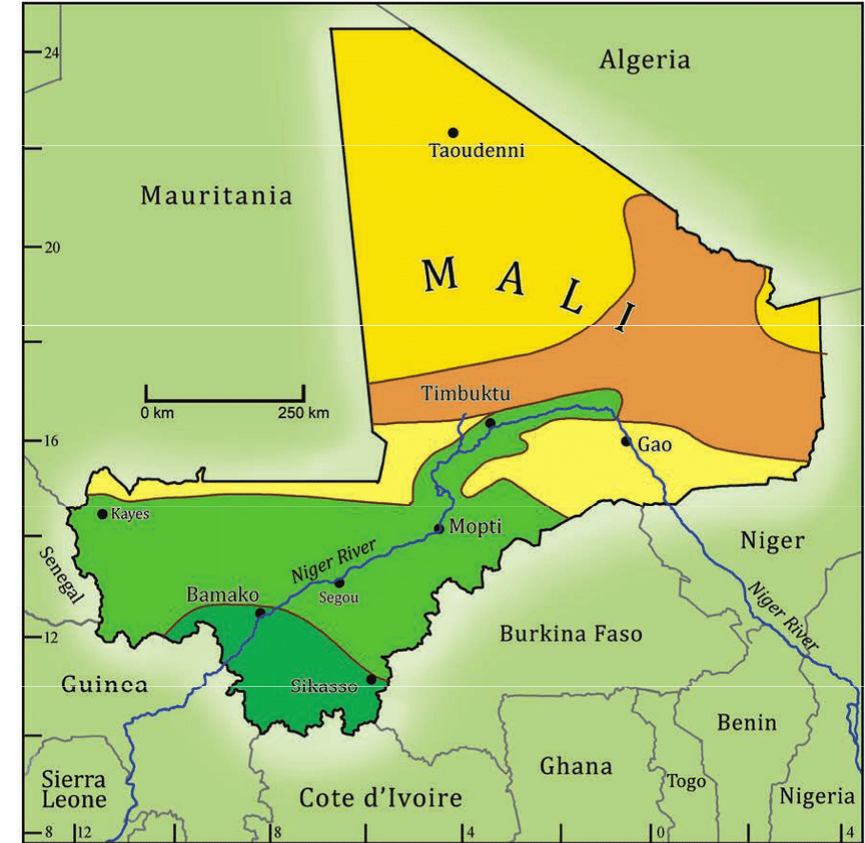 24
Algeria
Taoudenni
Mauritania
20
M A L I
Timbuktu
0 km 250 km
16
Gao
Kayes
Mopti
Niger River
Niger
Senegal
Segou
Bamako
Niger River
12
Burkina Faso
Guinea
Sikasso
Benin
Sierra
Leone
Ghana
Togo
Cote d'Ivoire
Nigeria
8 12 8 4 0 4